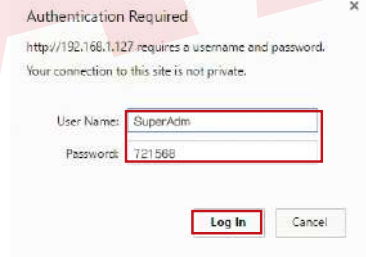 Authentication Required
×
http://192.168.1.127 requires a username and password.
Your connection to this site is not private.
User Name: SuperAdm
Password: 721568
Log In Cancel